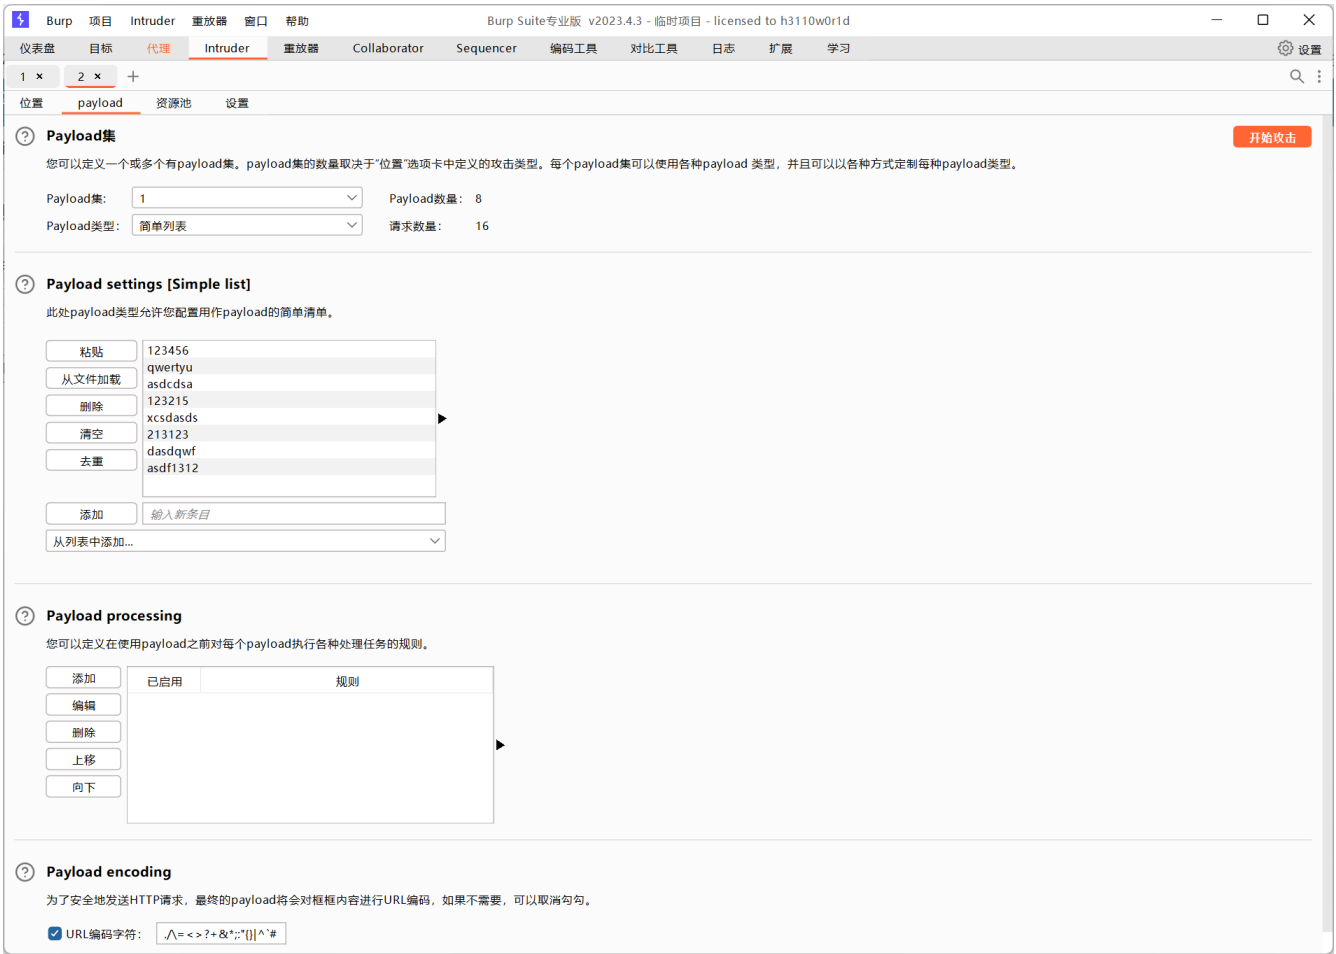 Burp 项目 Intruder 重放器 窗口 帮助 Burp Suite专业版 v2023.4.3 - 临时项目 - licensed to h3110w0r1d
仪表盘 目标 代理 Intruder 重放器 Collaborator Sequencer 编码工具 对比工具 日志 扩展 学习 设置
1 × 2 × +
位置 payload 资源池 设置
? Payload集 开始攻击
您可以定义一个或多个有payload集。payload集的数量取决于"位置"选项卡中定义的攻击类型。每个payload集可以使用各种payload 类型，并且可以以各种方式定制每种payload类型。
Payload集: 1 Payload数量: 8
Payload类型: 简单列表 请求数量: 16
? Payload settings [Simple list]
此处payload类型允许您配置用作payload的简单清单。
粘贴 123456
qwertyu
从文件加载 asdcdsa
删除 123215
xcsdasds
清空 213123
dasdqwf
去重 asdf1312
添加 输入新条目
从列表中添加...
? Payload processing
您可以定义在使用payload之前对每个payload执行各种处理任务的规则。
添加 已启用 规则
编辑
删除
上移
向下
? Payload encoding
为了安全地发送HTTP请求，最终的payload将会对框框内容进行URL编码，如果不需要，可以取消勾勾。
URL编码字符: ./\=<>?+&*;:"{}|^`#